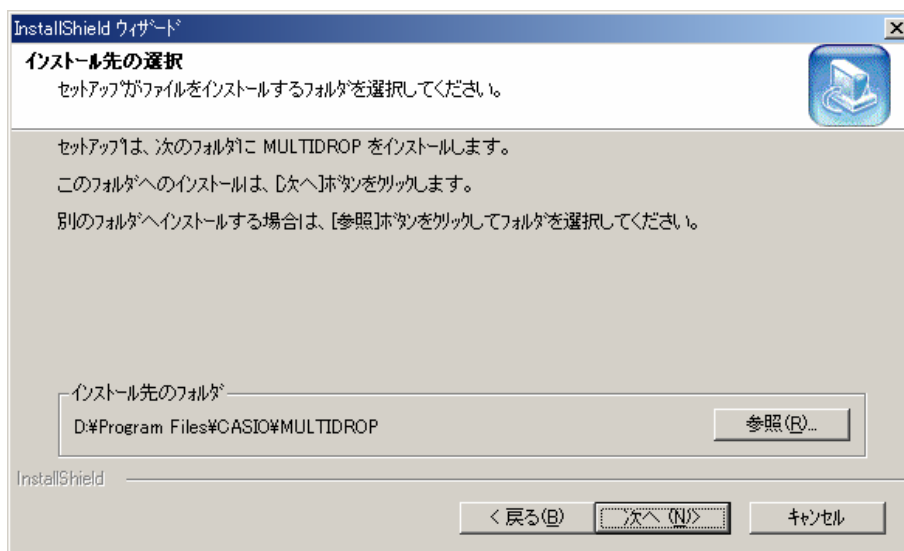 InstallShield ウィザード
インストール先の選択
セットアップがファイルをインストールするフォルダを選択してください。
セットアップは、次のフォルダに MULTIDROP をインストールします。
このフォルダへのインストールは、[次へ]ボタンをクリックします。
別のフォルダへインストールする場合は、[参照]ボタンをクリックしてフォルダを選択してください。
インストール先のフォルダ
D:¥Program Files¥CASIO¥MULTIDROP
参照(R)...
InstallShield
< 戻る(B)
次へ (N)>
キャンセル